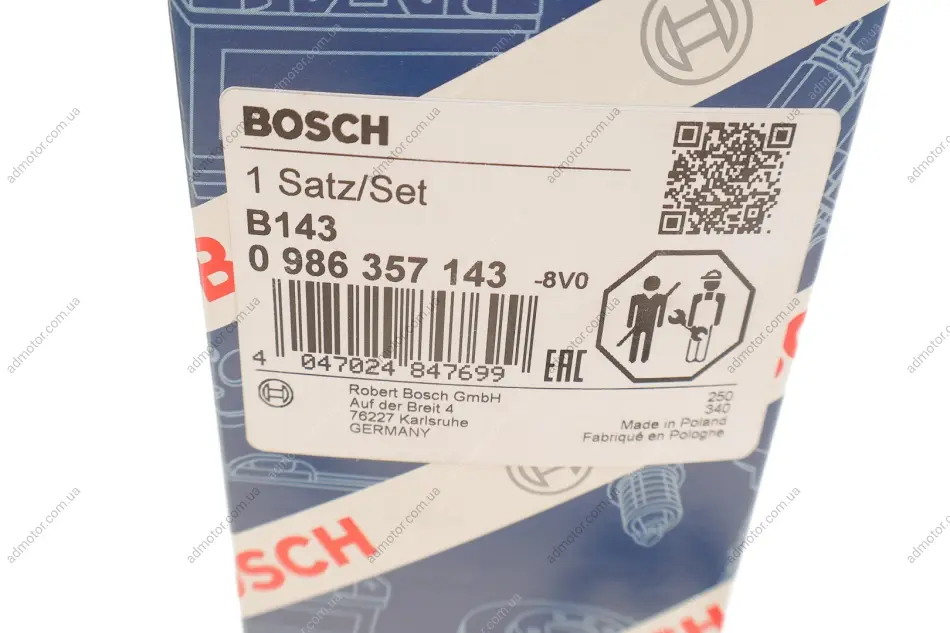 BOSCH
1 Satz/Set
B143
0 986 357 143 -8V0
4 047024 847699
EAC
Robert Bosch GmbH
Auf der Breit 4
76227 Karlsruhe
GERMANY
250
340
Made in Poland
Fabriqué en Pologne
BOSCH
admotor.com.ua